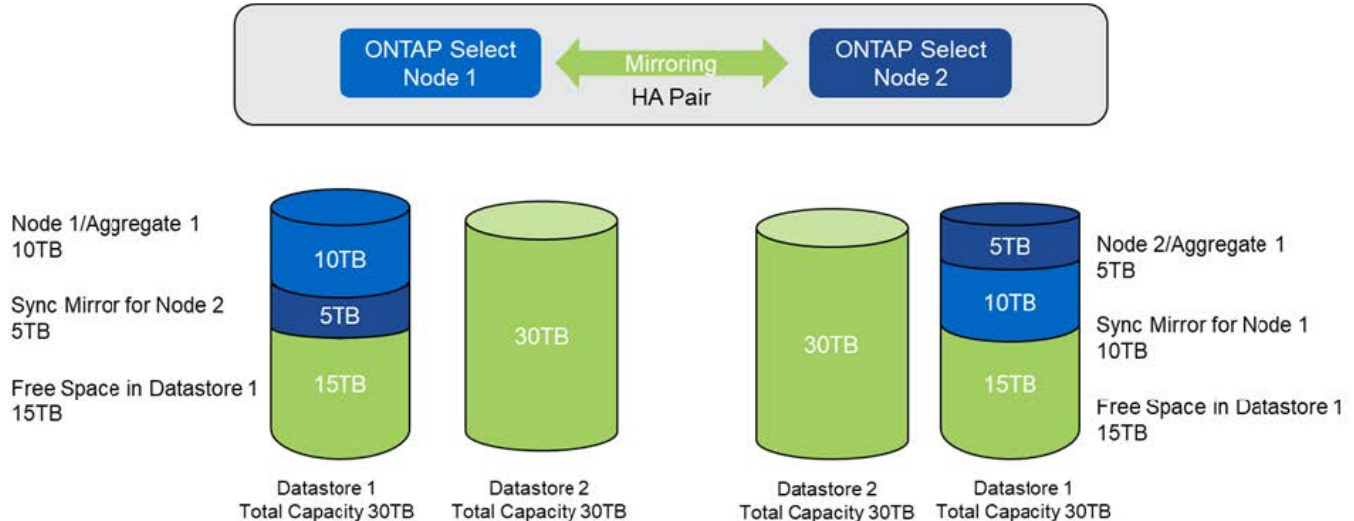 ONTAP Select
Node 1
Mirroring
HA Pair
ONTAP Select
Node 2
Node 1/Aggregate 1
10TB
Sync Mirror for Node 2
5TB
Free Space in Datastore 1
15TB
10TB
5TB
15TB
30TB
30TB
5TB
10TB
15TB
Node 2/Aggregate 1
5TB
Sync Mirror for Node 1
10TB
Free Space in Datastore 1
15TB
Datastore 1
Total Capacity 30TB
Datastore 2
Total Capacity 30TB
Datastore 2
Total Capacity 30TB
Datastore 1
Total Capacity 30TB